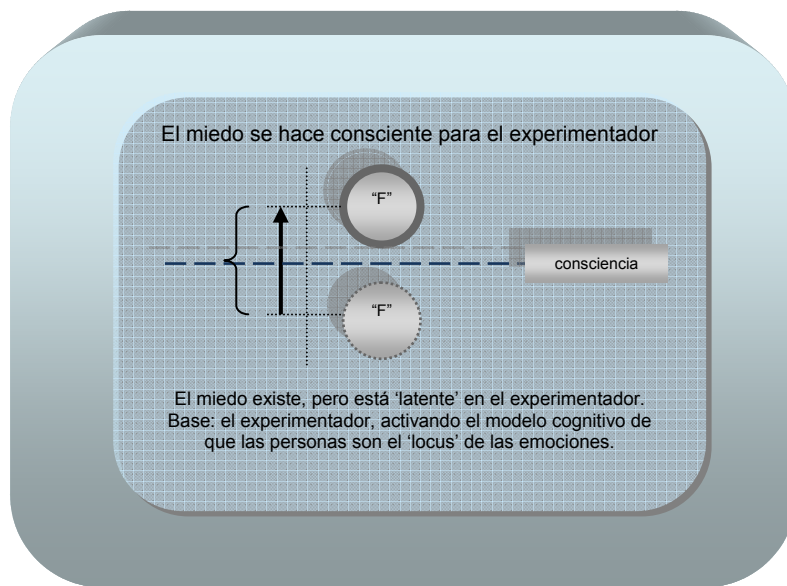 El miedo se hace consciente para el experimentador
“F”
consciencia
“F”
El miedo existe, pero está ‘latente’ en el experimentador.
Base: el experimentador, activando el modelo cognitivo de
que las personas son el ‘locus’ de las emociones.